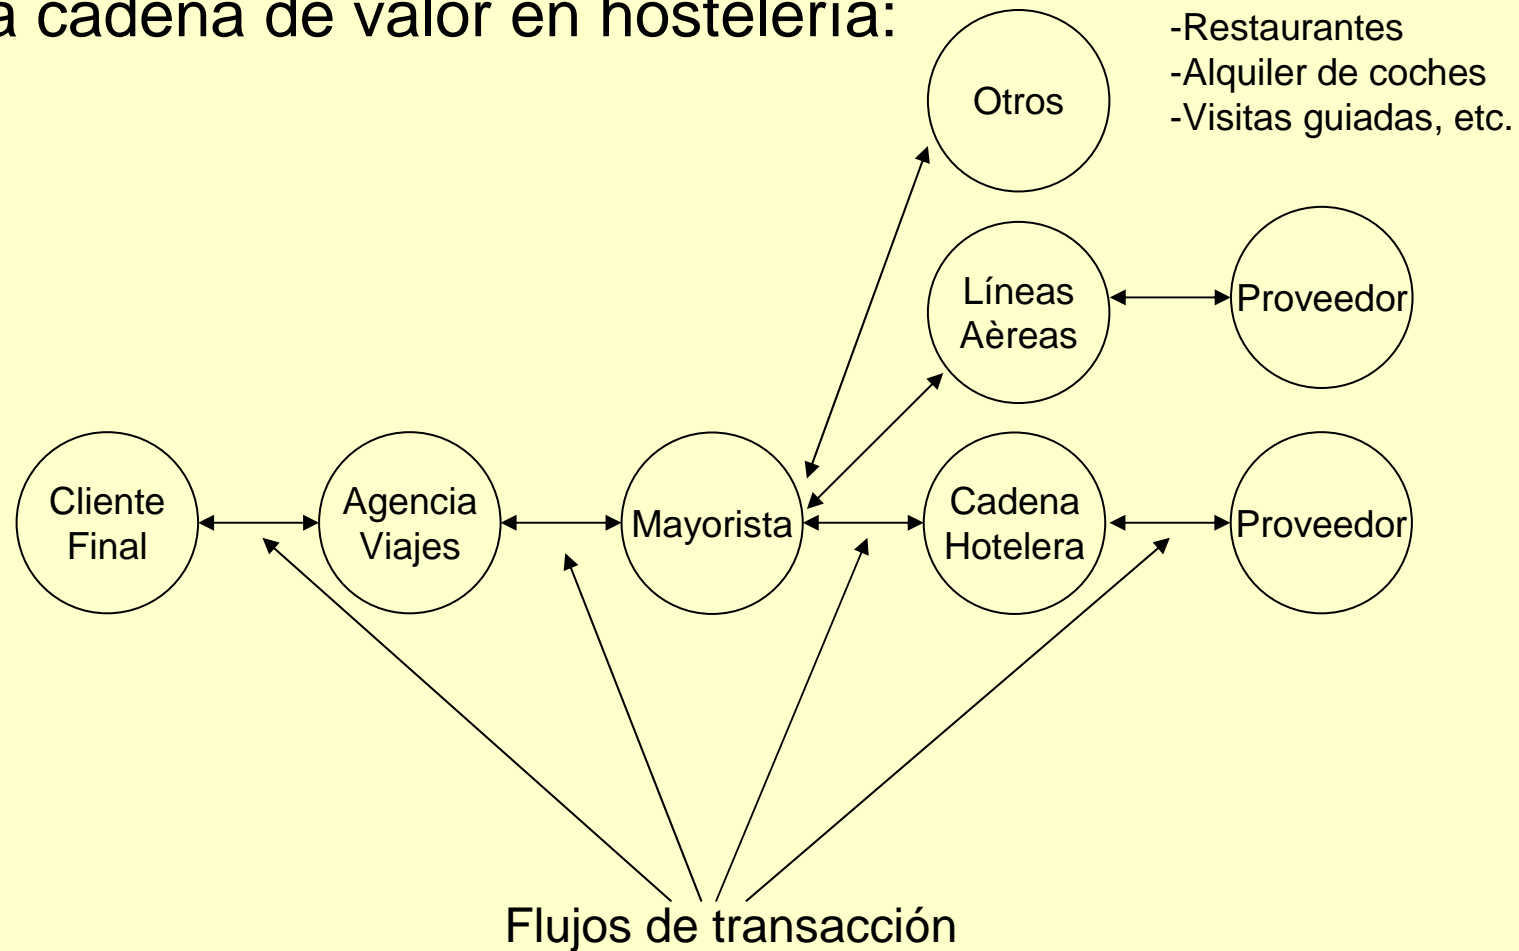 a cadena de valor en hostelería:
-Restaurantes
-Alquiler de coches
-Visitas guiadas, etc.
Otros
Líneas
Aèreas
Proveedor
Cliente
Final
Agencia
Viajes
Mayorista
Cadena
Hotelera
Proveedor
Flujos de transacción